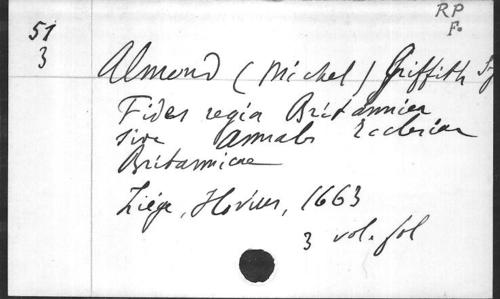 RP
F.
51
3
Almond (Michel) Griffith Sj
Fides regia Britannica
sive Annales Ecclesiae
Britannicae
Liége, Hovius, 1663
3 vol. fol